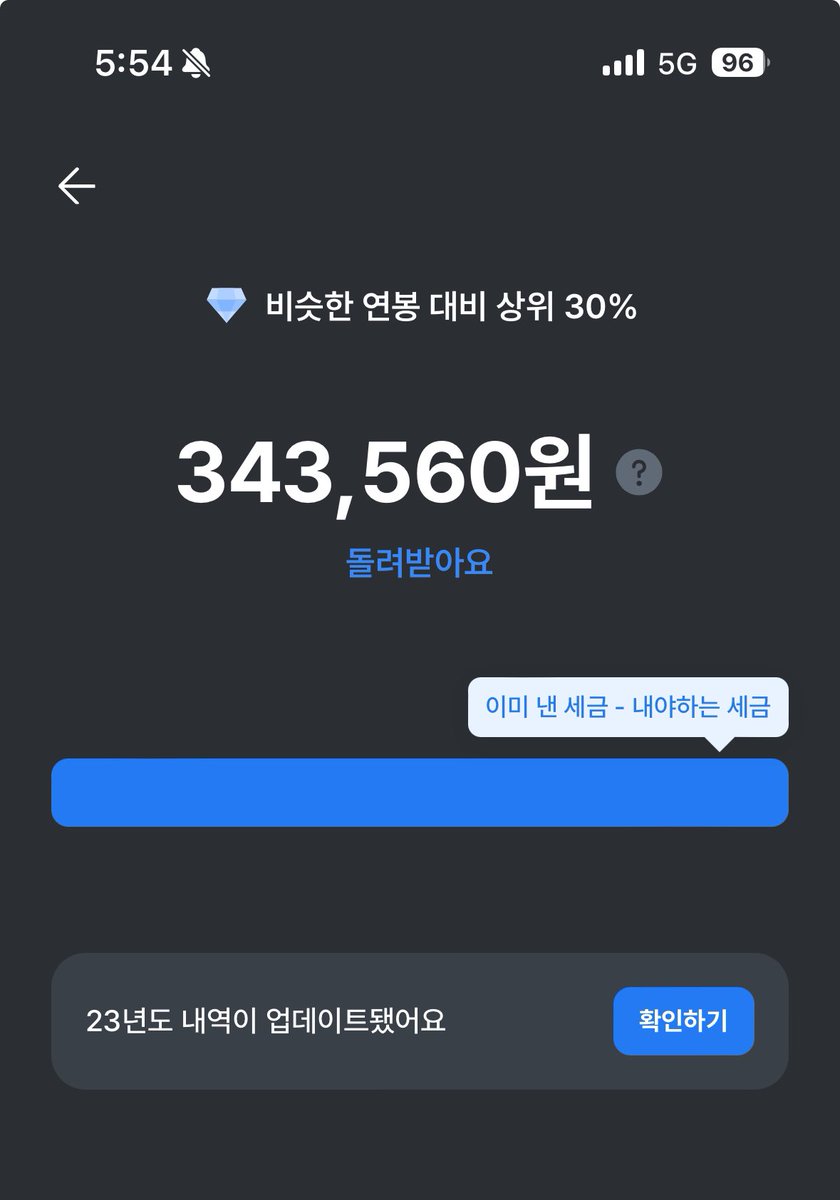 5:54 5G 96
비슷한 연봉 대비 상위 30%
343,560원 ?
돌려받아요
이미 낸 세금 - 내야하는 세금
23년도 내역이 업데이트됐어요 확인하기